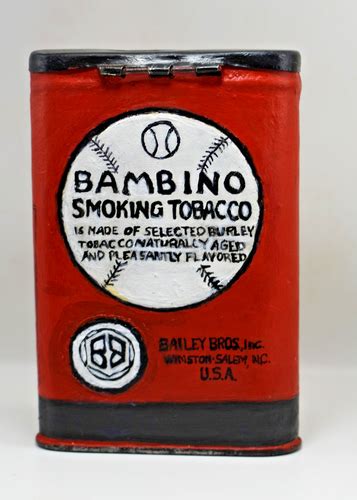 BAMBINO
SMOKING TOBACCO
IS MADE OF SELECTED BURLEY
TOBACCO NATURALLY AGED
AND PLEASANTLY FLAVORED
BB
BAILEY BROS., INC.
WINSTON-SALEM, N.C.
U.S.A.